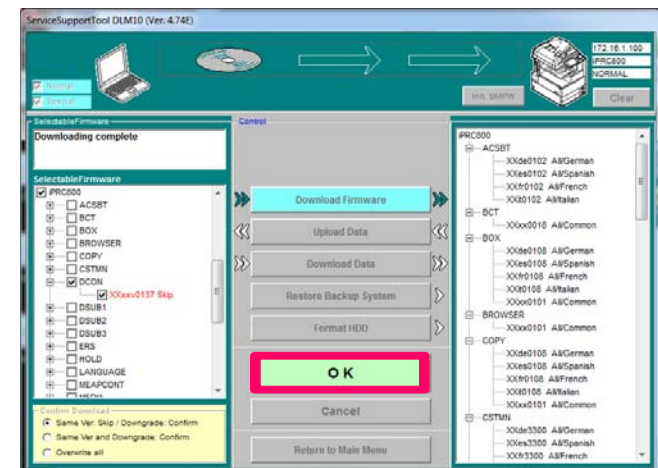 ServiceSupportTool DLM10 (Ver. 4.74E)
172.16.1.100
iPRC800
NORMAL
Normal
Special
Clear
SelectableFirmware
Control
Downloading complete
SelectableFirmware
iPRC800
ACSBT
BCT
BOX
BROWSER
COPY
CSTMN
DCON
XXxxv0137 Skip
DSUB1
DSUB2
DSUB3
ERS
HOLD
LANGUAGE
MEAPCONT
MEDIA
Confirm Download
Same Ver: Skip / Downgrade: Confirm
Same Ver and Downgrade: Confirm
Overwrite all
Download Firmware
Upload Data
Download Data
Restore Backup System
Format HDD
OK
Cancel
Return to Main Menu
iPRC800
ACSBT
XXde0102 All/German
XXes0102 All/Spanish
XXfr0102 All/French
XXit0102 All/Italian
BCT
XXxx0018 All/Common
BOX
XXde0108 All/German
XXes0108 All/Spanish
XXfr0108 All/French
XXit0108 All/Italian
XXxx0101 All/Common
BROWSER
XXxx0101 All/Common
COPY
XXde0108 All/German
XXes0108 All/Spanish
XXfr0108 All/French
XXit0108 All/Italian
XXxx0101 All/Common
CSTMN
XXde3300 All/German
XXes3300 All/Spanish
XXfr3300 All/French